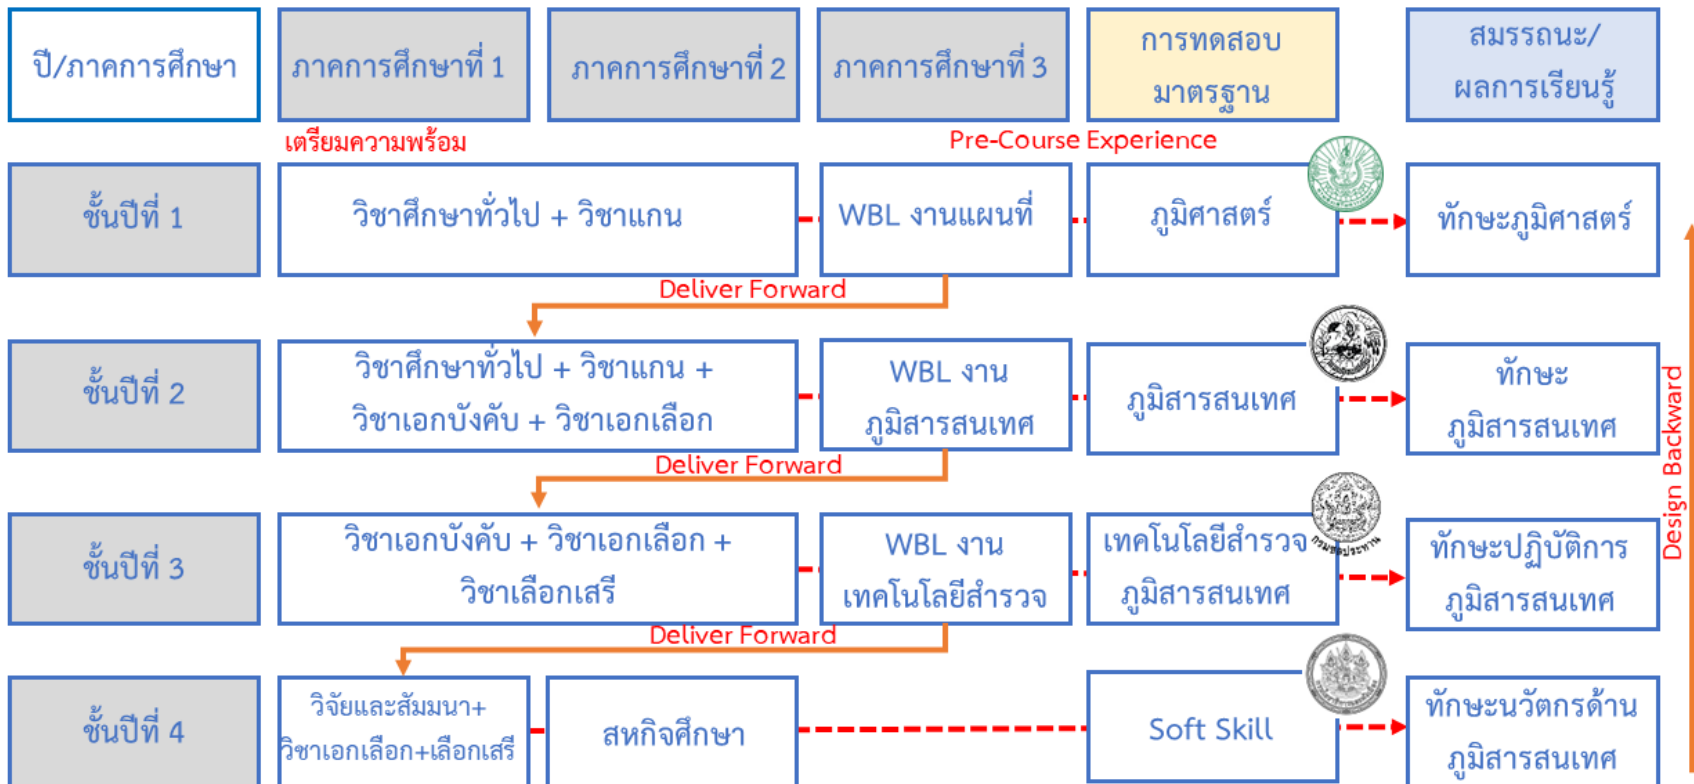 ปี/ภาคการศึกษา
ภาคการศึกษาที่ 1
ภาคการศึกษาที่ 2
ภาคการศึกษาที่ 3
การทดสอบ
มาตรฐาน
สมรรถนะ/
ผลการเรียนรู้
เตรียมความพร้อม
Pre-Course Experience
ชั้นปีที่ 1
วิชาศึกษาทั่วไป + วิชาแกน
WBL งานแผนที่
ภูมิศาสตร์
ทักษะภูมิศาสตร์
Deliver Forward
ชั้นปีที่ 2
วิชาศึกษาทั่วไป + วิชาแกน +
วิชาเอกบังคับ + วิชาเอกเลือก
WBL งาน
ภูมิสารสนเทศ
ภูมิสารสนเทศ
ทักษะ
ภูมิสารสนเทศ
Deliver Forward
Design Backward
ชั้นปีที่ 3
วิชาเอกบังคับ + วิชาเอกเลือก +
วิชาเลือกเสรี
WBL งาน
เทคโนโลยีสำรวจ
เทคโนโลยีสำรวจ
ภูมิสารสนเทศ
กรมชลประทาน
ทักษะปฏิบัติการ
ภูมิสารสนเทศ
Deliver Forward
ชั้นปีที่ 4
วิจัยและสัมมนา+
วิชาเอกเลือก+เลือกเสรี
สหกิจศึกษา
Soft Skill
ทักษะนวัตกรด้าน
ภูมิสารสนเทศ